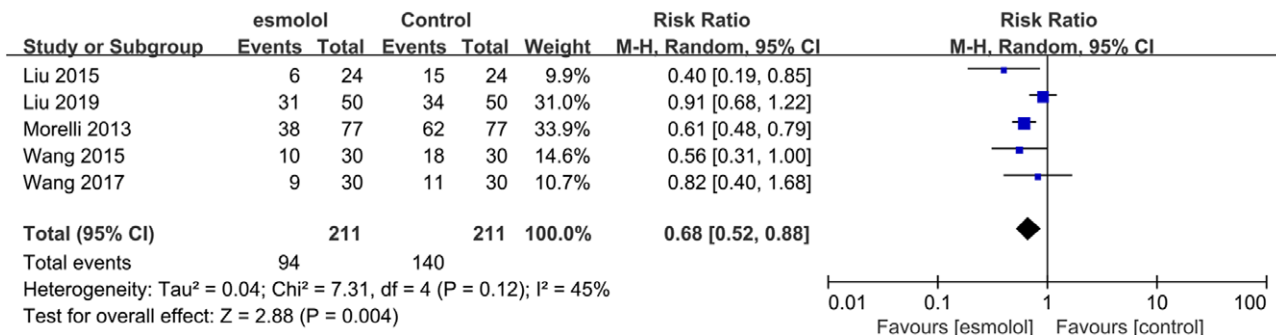 esmolol Control Risk Ratio Risk Ratio
Study or Subgroup Events Total Events Total Weight M-H, Random, 95% CI M-H, Random, 95% CI
Liu 2015 6 24 15 24 9.9% 0.40 [0.19, 0.85]
Liu 2019 31 50 34 50 31.0% 0.91 [0.68, 1.22]
Morelli 2013 38 77 62 77 33.9% 0.61 [0.48, 0.79]
Wang 2015 10 30 18 30 14.6% 0.56 [0.31, 1.00]
Wang 2017 9 30 11 30 10.7% 0.82 [0.40, 1.68]
Total (95% CI) 211 211 100.0% 0.68 [0.52, 0.88]
Total events 94 140
Heterogeneity: Tau² = 0.04; Chi² = 7.31, df = 4 (P = 0.12); I² = 45%
Test for overall effect: Z = 2.88 (P = 0.004)
0.01 0.1 1 10 100
Favours [esmolol] Favours [control]